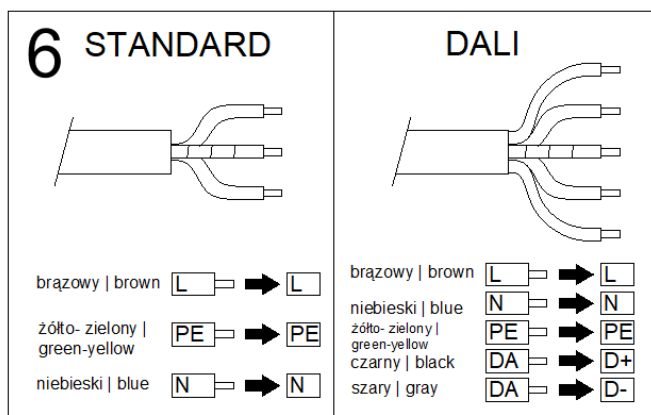 6 STANDARD
brązowy | brown L L
żółto- zielony |
green-yellow PE PE
niebieski | blue N N
DALI
brązowy | brown L L
niebieski | blue N N
żółto- zielony |
green-yellow PE PE
czarny | black DA D+
szary | gray DA D-